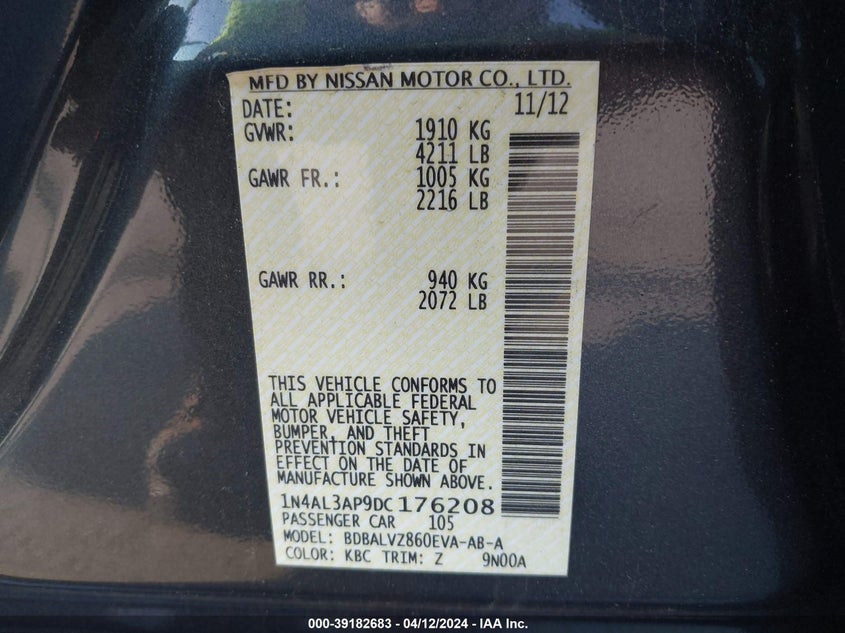 MFD BY NISSAN MOTOR CO., LTD.
DATE: 11/12
GVWR: 1910 KG
4211 LB
GAWR FR.: 1005 KG
2216 LB
GAWR RR.: 940 KG
2072 LB
THIS VEHICLE CONFORMS TO
ALL APPLICABLE FEDERAL
MOTOR VEHICLE SAFETY,
BUMPER, AND THEFT
PREVENTION STANDARDS IN
EFFECT ON THE DATE OF
MANUFACTURE SHOWN ABOVE.
1N4AL3AP9DC176208
PASSENGER CAR 105
MODEL: BDBALVZ860EVA-AB-A
COLOR: KBC TRIM: Z 9N00A
000-39182683 - 04/12/2024 - IAA Inc.